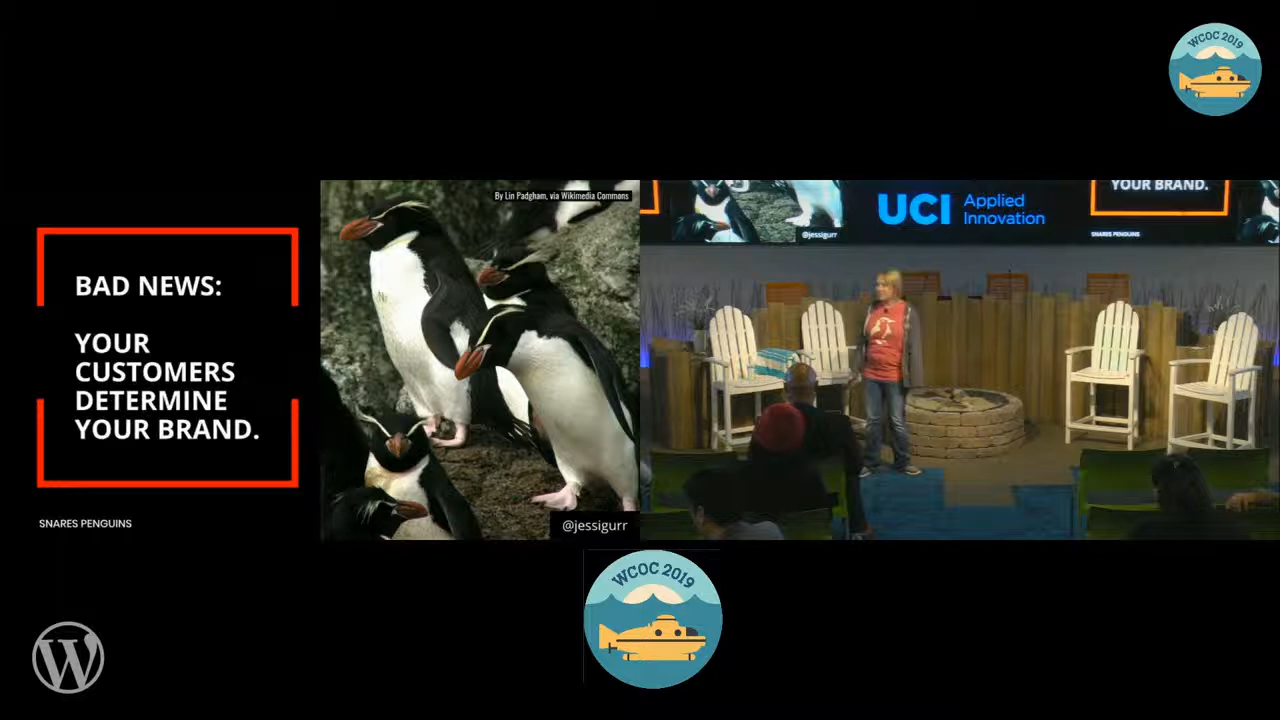 WCOC 2019
By Lin Padgham, via Wikimedia Commons
BAD NEWS:
YOUR
CUSTOMERS
DETERMINE
YOUR BRAND.
SNARES PENGUINS
@jessigurr
YOUR BRAND.
UCI Applied
Innovation
@jessigurr
SNARES PENGUINS
WCOC 2019
W